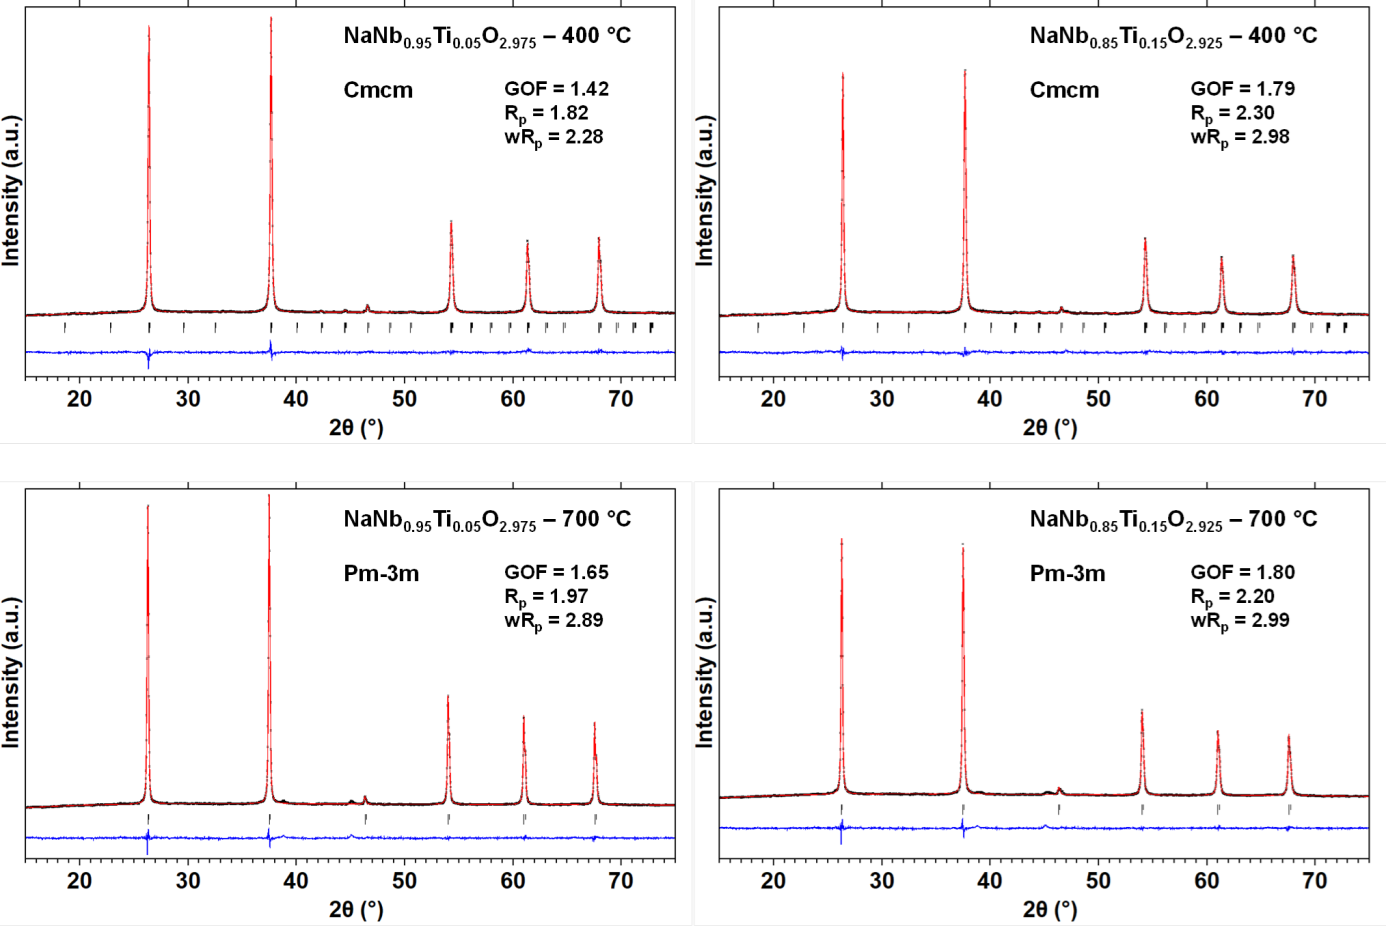 NaNb0.95Ti0.05O2.975 – 400 °C
Cmcm
GOF = 1.42
Rp = 1.82
wRp = 2.28
Intensity (a.u.)
20 30 40 50 60 70
2θ (°)
NaNb0.85Ti0.15O2.925 – 400 °C
Cmcm
GOF = 1.79
Rp = 2.30
wRp = 2.98
Intensity (a.u.)
20 30 40 50 60 70
2θ (°)
NaNb0.95Ti0.05O2.975 – 700 °C
Pm-3m
GOF = 1.65
Rp = 1.97
wRp = 2.89
Intensity (a.u.)
20 30 40 50 60 70
2θ (°)
NaNb0.85Ti0.15O2.925 – 700 °C
Pm-3m
GOF = 1.80
Rp = 2.20
wRp = 2.99
Intensity (a.u.)
20 30 40 50 60 70
2θ (°)